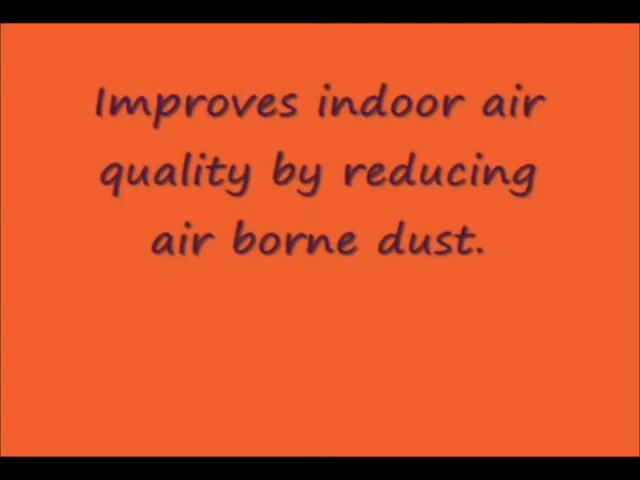 Improves indoor air
quality by reducing
air borne dust.